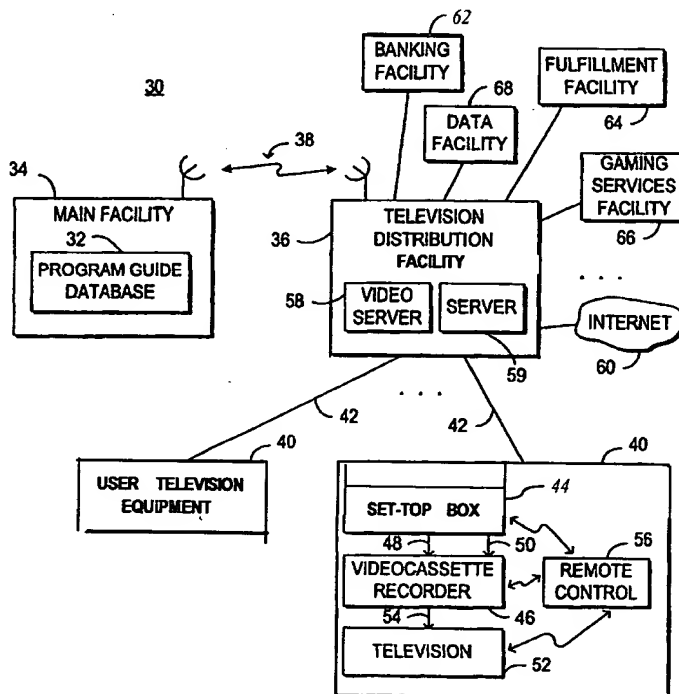 62
BANKING
FACILITY
FULFILLMENT
FACILITY
64
30
68
DATA
FACILITY
38
GAMING
SERVICES
FACILITY
66
34
MAIN FACILITY
32
PROGRAM GUIDE
DATABASE
36
TELEVISION
DISTRIBUTION
FACILITY
58
VIDEO
SERVER
SERVER
59
. . .
INTERNET
60
42
. . .
42
40
USER TELEVISION
EQUIPMENT
40
44
SET-TOP BOX
48
50
56
VIDEOCASSETTE
RECORDER
REMOTE
CONTROL
54
46
TELEVISION
52